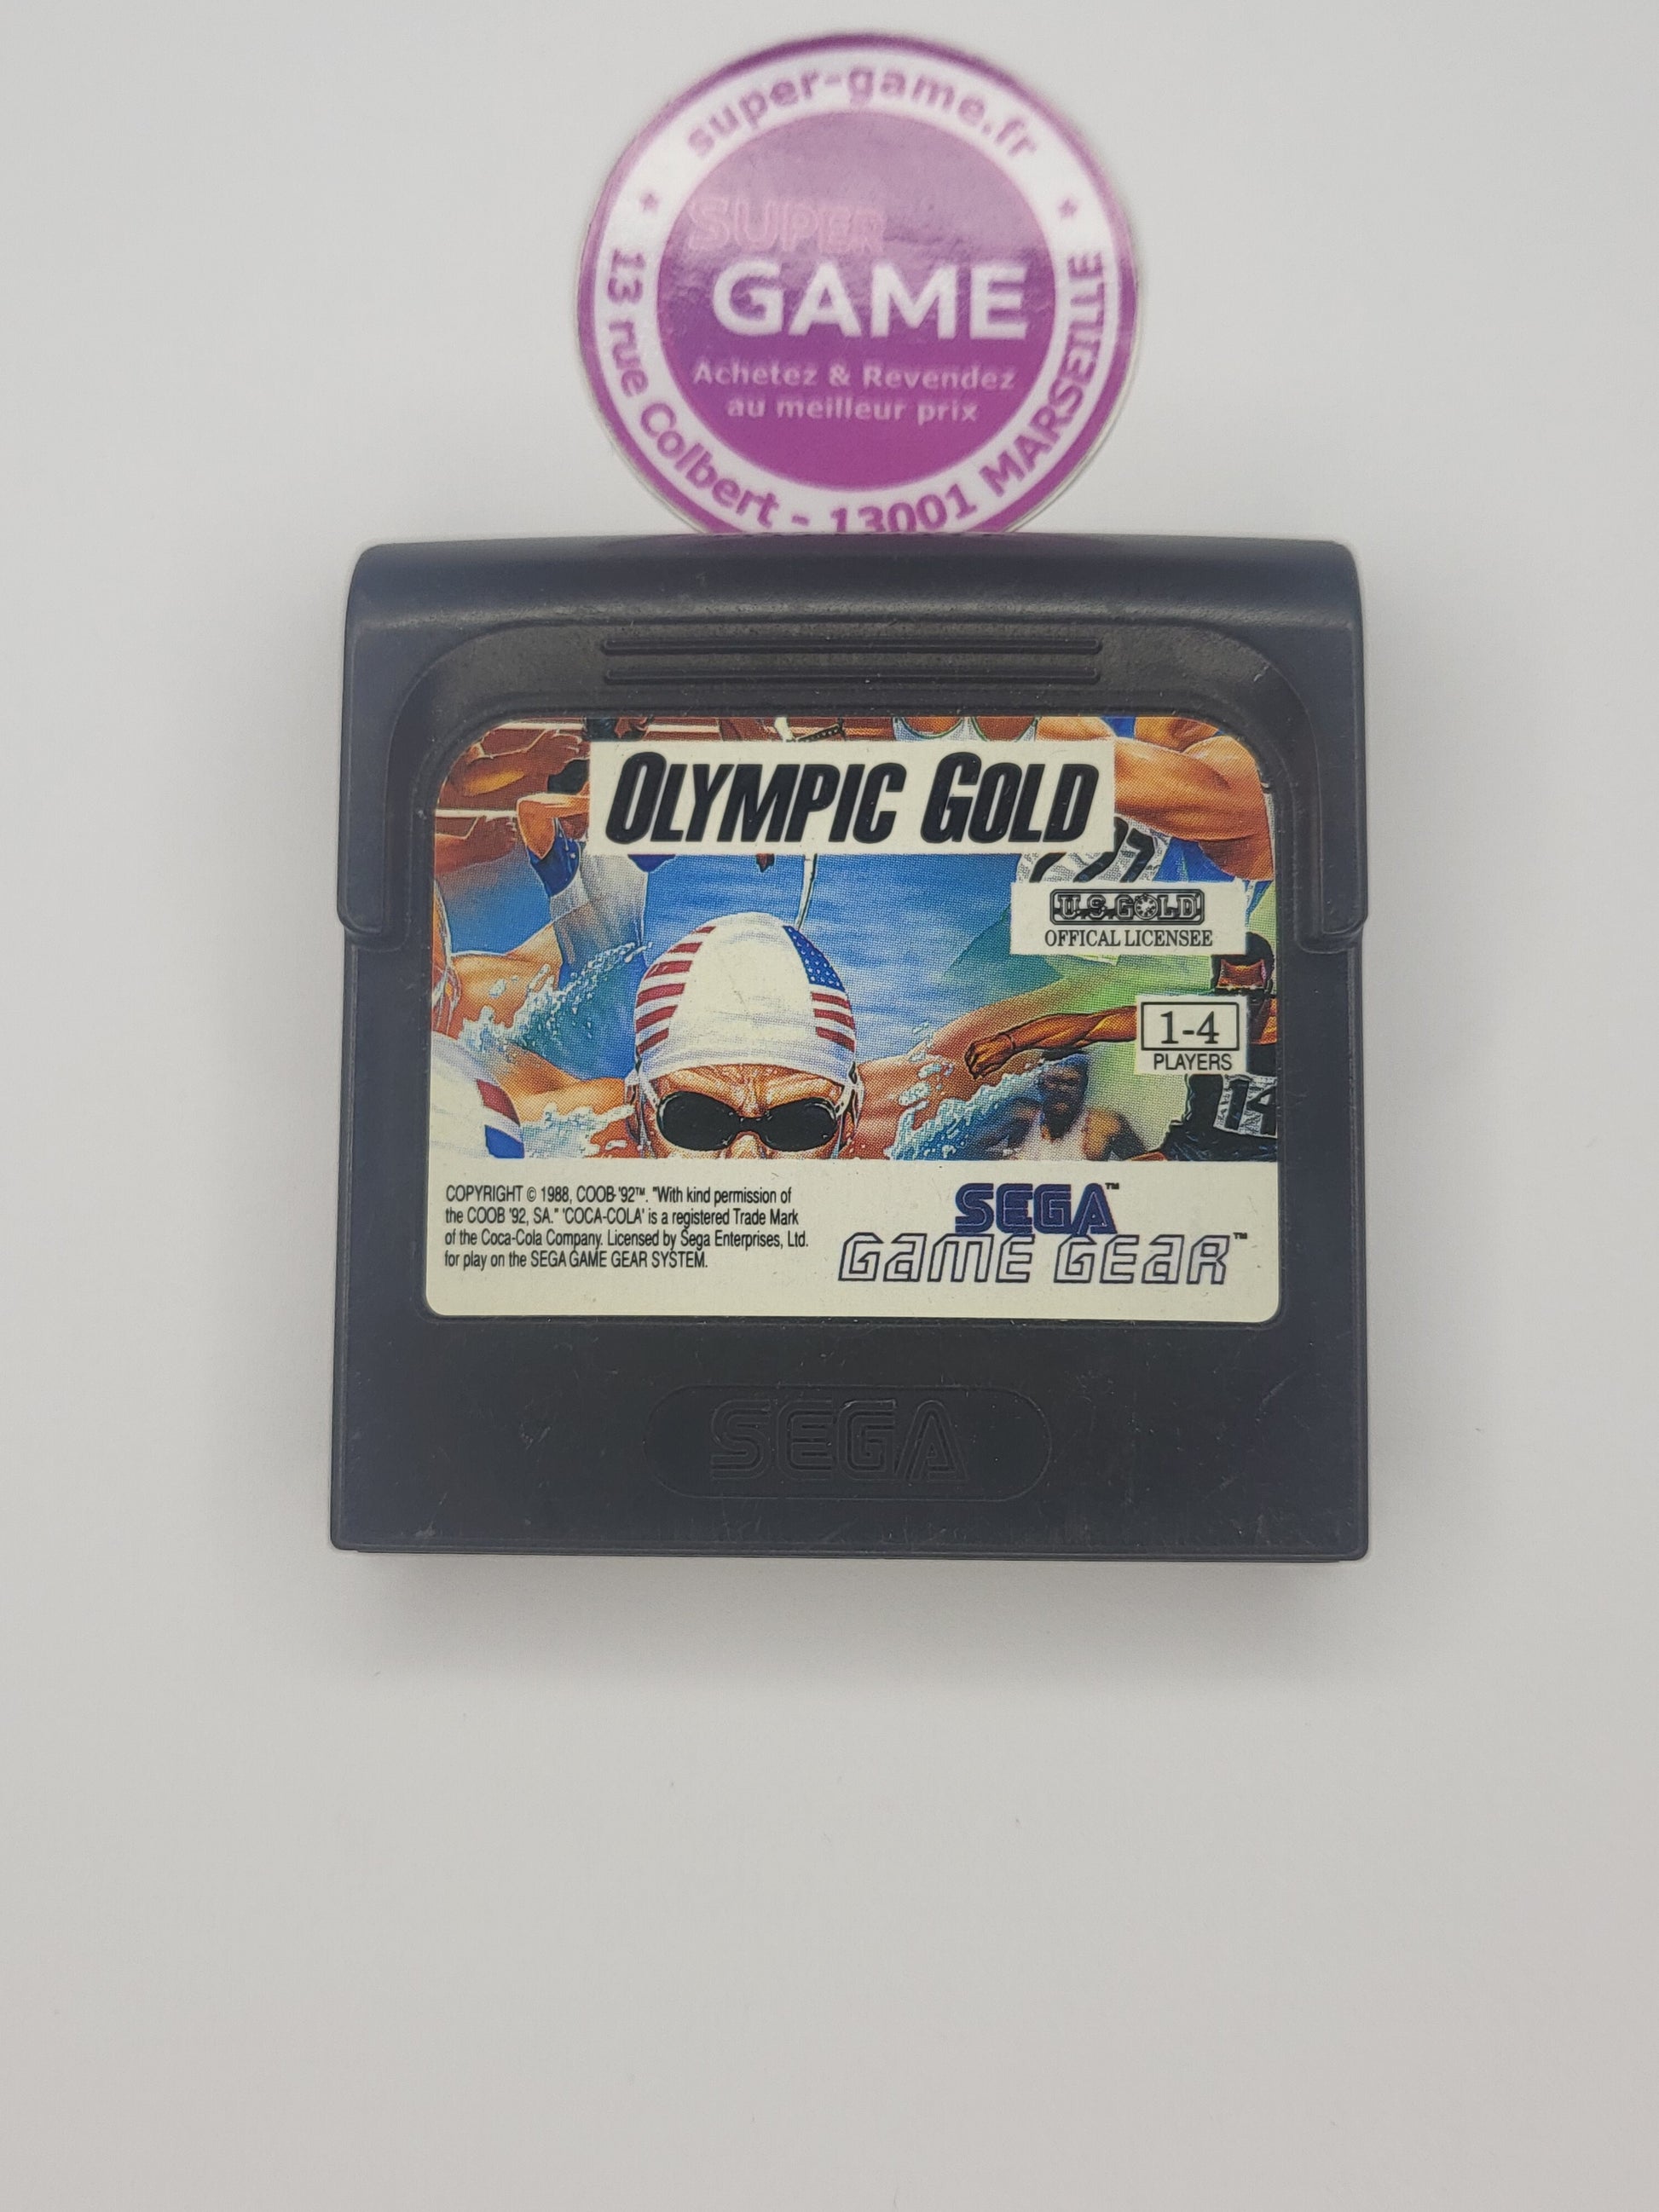 super-game.fr
SUPER
GAME
Achetez & Revendez
au meilleur prix
13 rue Colbert - 13001 MARSEILLE
OLYMPIC GOLD
U.S. GOLD
OFFICAL LICENSEE
1-4
PLAYERS
14
COPYRIGHT © 1988, COOB '92™. "With kind permission of
the COOB '92, SA." 'COCA-COLA' is a registered Trade Mark
of the Coca-Cola Company. Licensed by Sega Enterprises, Ltd.
for play on the SEGA GAME GEAR SYSTEM.
SEGA™
GAME GEAR™
SEGA